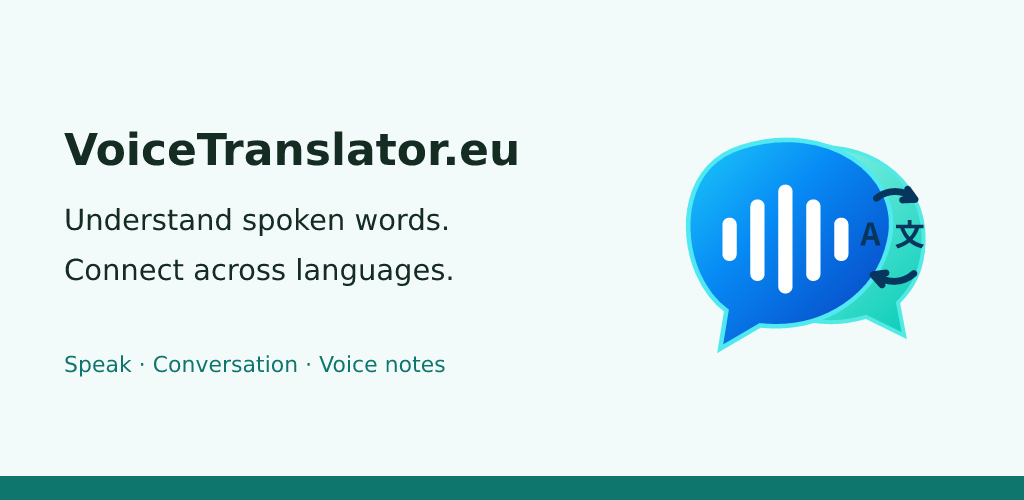 VoiceTranslator.eu
Understand spoken words.
Connect across languages.
Speak · Conversation · Voice notes
A 文